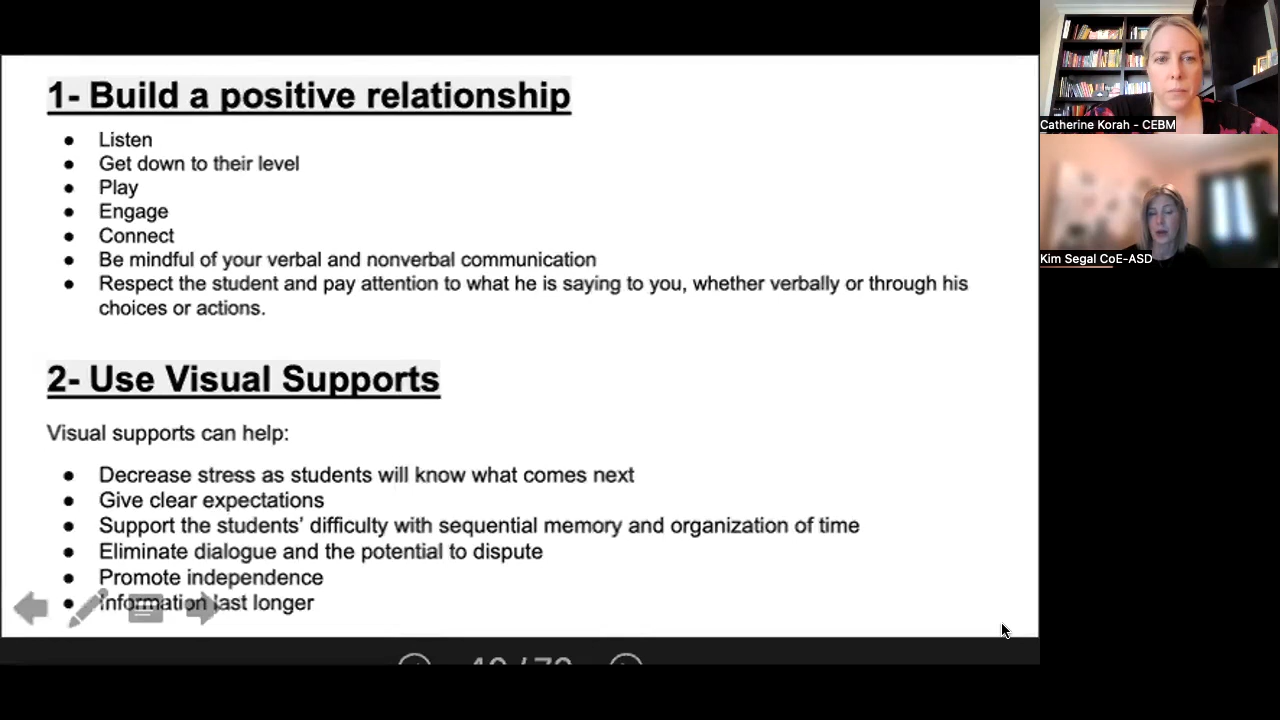 1- Build a positive relationship
● Listen
● Get down to their level
● Play
● Engage
● Connect
● Be mindful of your verbal and nonverbal communication
● Respect the student and pay attention to what he is saying to you, whether verbally or through his
choices or actions.
2- Use Visual Supports
Visual supports can help:
● Decrease stress as students will know what comes next
● Give clear expectations
● Support the students’ difficulty with sequential memory and organization of time
● Eliminate dialogue and the potential to dispute
● Promote independence
● Information last longer
Catherine Korah - CEBM
Kim Segal CoE-ASD